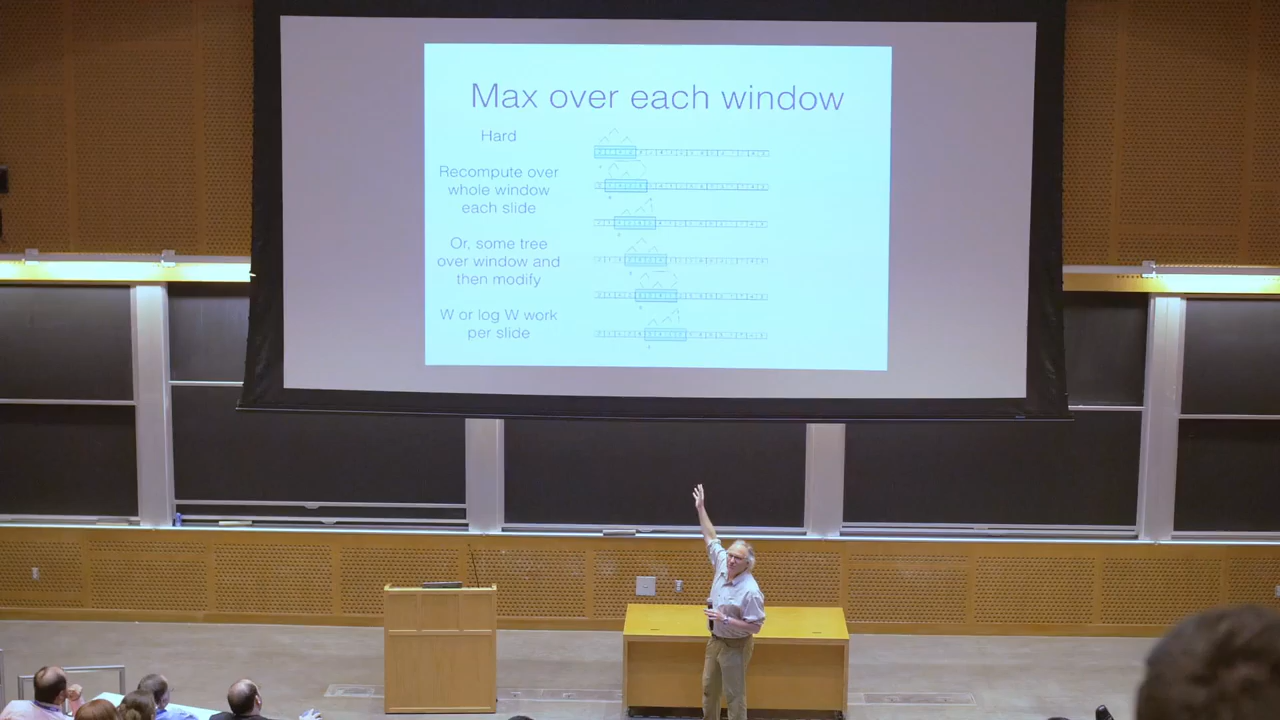 Max over each window
Hard
Recompute over
whole window
each slide
Or, some tree
over window and
then modify
W or log W work
per slide